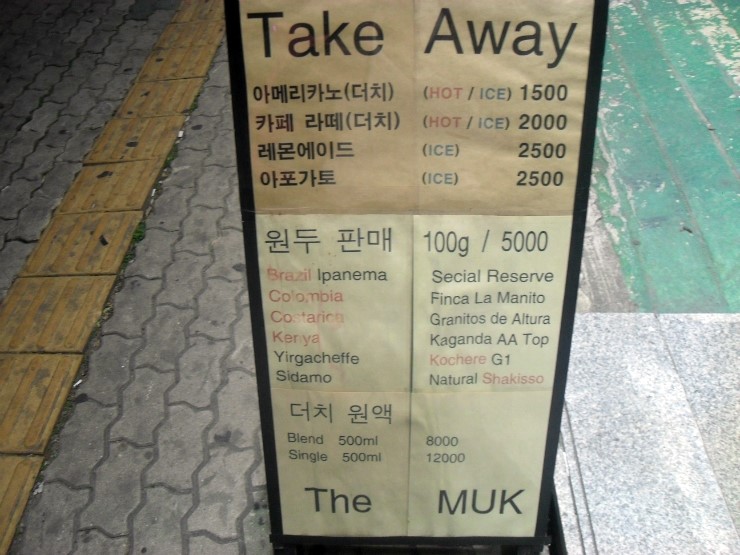 Take Away
아메리카노(더치) (HOT / ICE) 1500
카페 라떼(더치) (HOT / ICE) 2000
레몬에이드 (ICE) 2500
아포가토 (ICE) 2500
원두 판매 100g / 5000
Brazil Ipanema Secial Reserve
Colombia Finca La Manito
Costarica Granitos de Altura
Kenya Kaganda AA Top
Yirgacheffe Kochere G1
Sidamo Natural Shakisso
더치 원액
Blend 500ml 8000
Single 500ml 12000
The MUK